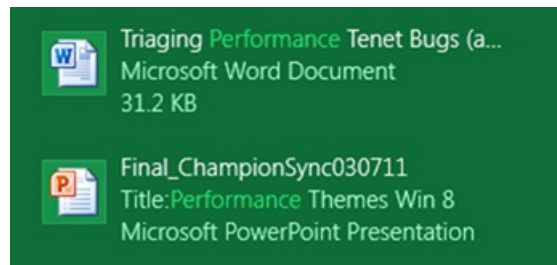 Triaging Performance Tenet Bugs (a...
Microsoft Word Document
31.2 KB
Final_ChampionSync030711
Title:Performance Themes Win 8
Microsoft PowerPoint Presentation